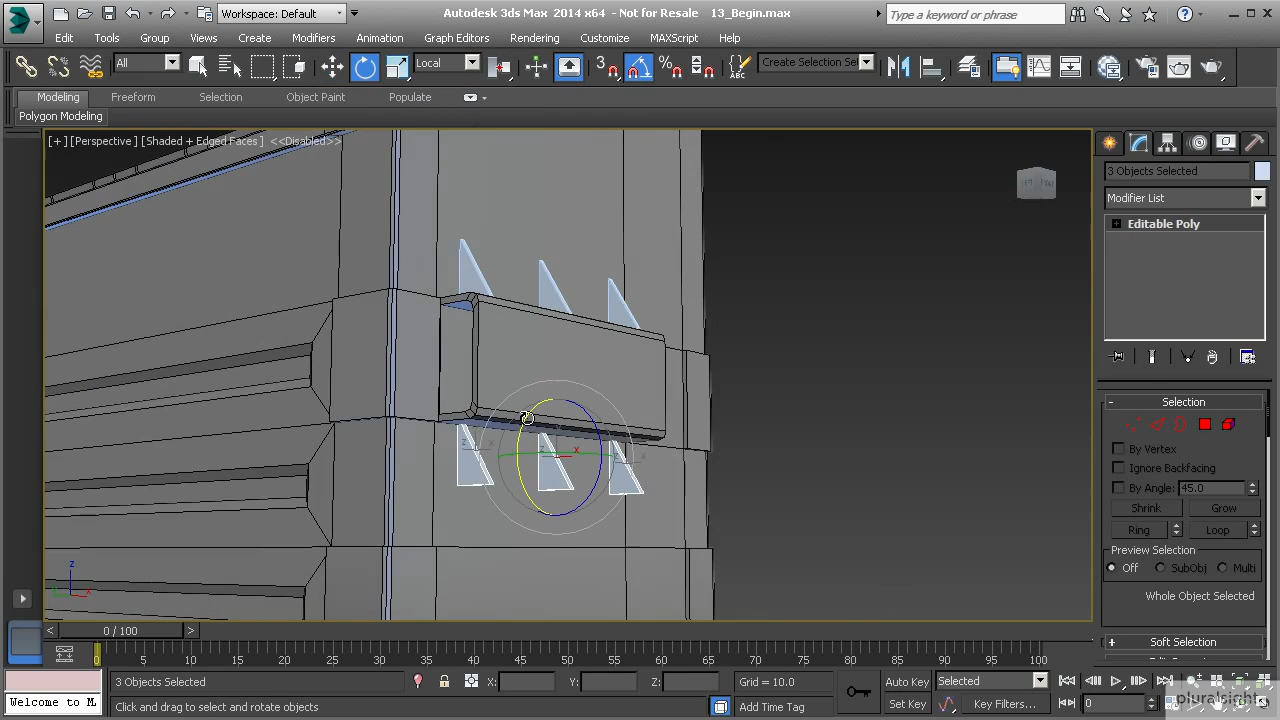 Workspace: Default
Autodesk 3ds Max 2014 x64 - Not for Resale 13_Begin.max
Type a keyword or phrase
Edit Tools Group Views Create Modifiers Animation Graph Editors Rendering Customize MAXScript Help
All
Local
3
Create Selection Se
Modeling Freeform Selection Object Paint Populate
Polygon Modeling
[+] [Perspective] [Shaded + Edged Faces] <<Disabled>>
3 Objects Selected
Modifier List
Editable Poly
Selection
By Vertex
Ignore Backfacing
By Angle: 45.0
Shrink Grow
Ring Loop
Preview Selection
Off SubObj Multi
Whole Object Selected
Soft Selection
z
x
0 / 100
0 5 10 15 20 25 30 35 40 45 50 55 60 65 70 75 80 85 90 95 100
3 Objects Selected X: Y: Z: Grid = 10.0 Auto Key Selected
Welcome to M Click and drag to select and rotate objects Add Time Tag Set Key Key Filters... 0
pluralsight